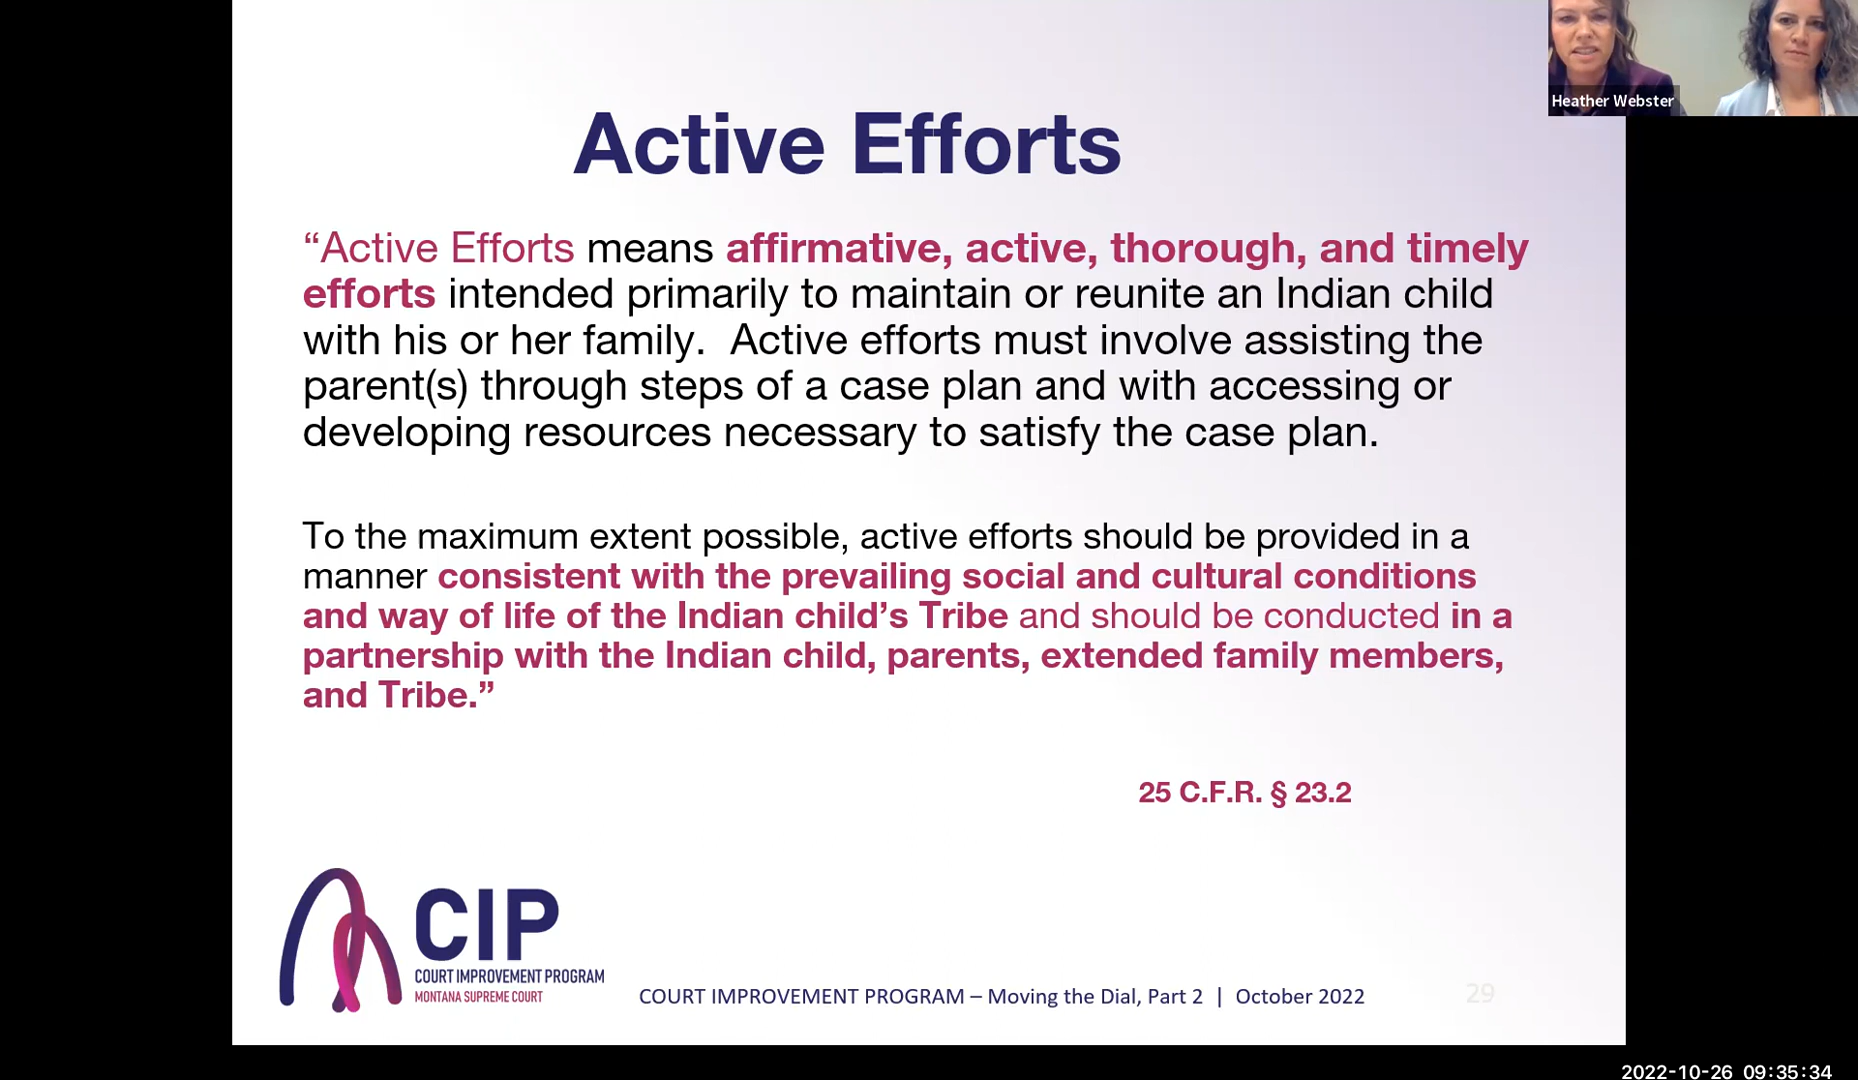 Heather Webster
Active Efforts
“Active Efforts means affirmative, active, thorough, and timely
efforts intended primarily to maintain or reunite an Indian child
with his or her family.  Active efforts must involve assisting the
parent(s) through steps of a case plan and with accessing or
developing resources necessary to satisfy the case plan.
To the maximum extent possible, active efforts should be provided in a
manner consistent with the prevailing social and cultural conditions
and way of life of the Indian child’s Tribe and should be conducted in a
partnership with the Indian child, parents, extended family members,
and Tribe.”
25 C.F.R. § 23.2
CIP
COURT IMPROVEMENT PROGRAM
MONTANA SUPREME COURT
COURT IMPROVEMENT PROGRAM – Moving the Dial, Part 2 | October 2022
29
2022-10-26 09:35:34